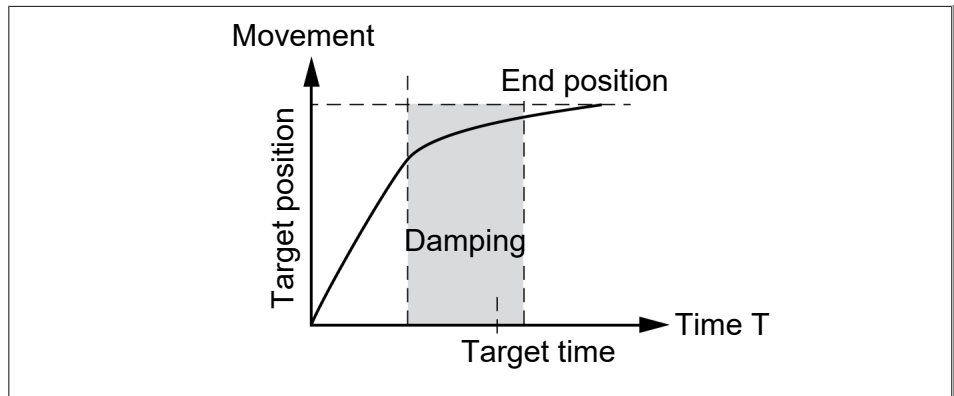 Movement
End position
Target position
Damping
Time T
Target time